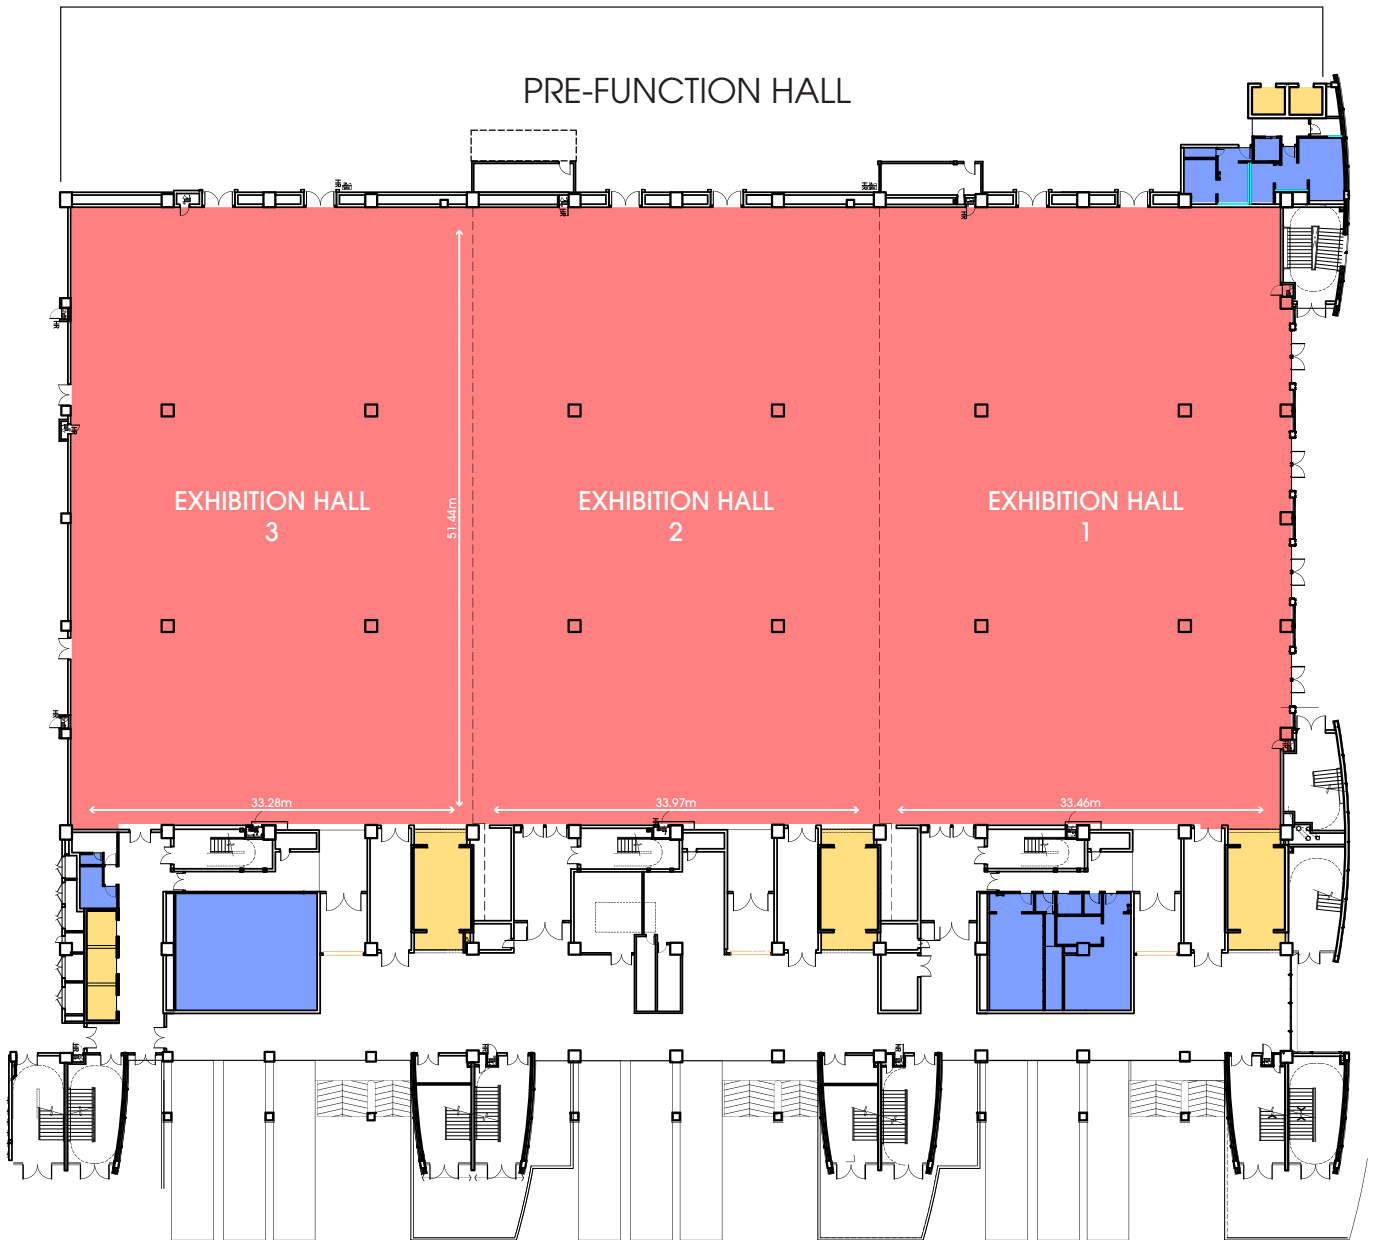 PRE-FUNCTION HALL
EXHIBITION HALL
3
EXHIBITION HALL
2
EXHIBITION HALL
1
51.44m
33.28m
33.97m
33.46m